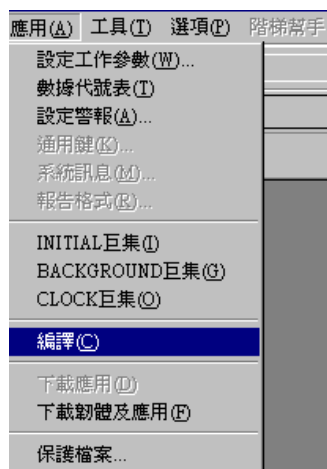 應用(A) 工具(T) 選項(P) 階梯幫手
設定工作參數(W)...
數據代號表(T)
設定警報(A)...
通用鍵(K)...
系統訊息(M)...
報告格式(R)...
INITIAL巨集(I)
BACKGROUND巨集(G)
CLOCK巨集(O)
編譯(C)
下載應用(D)
下載韌體及應用(F)
保護檔案...